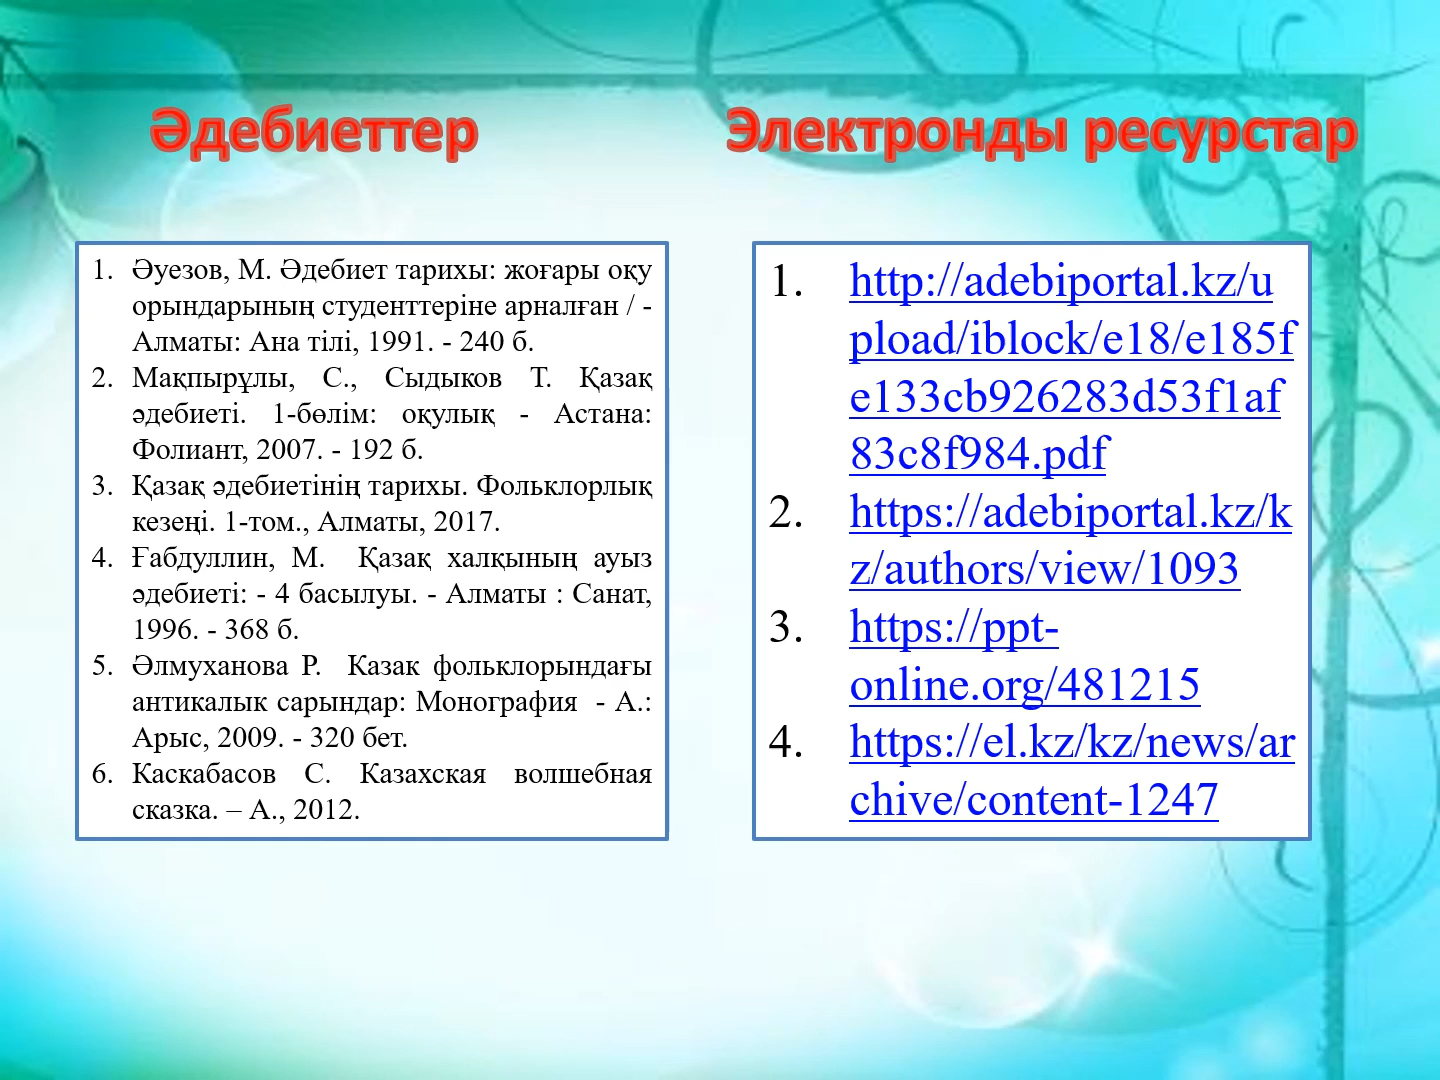 Әдебиеттер
Электронды ресурстар
1. Әуезов, М. Әдебиет тарихы: жоғары оқу
орындарының студенттеріне арналған / -
Алматы: Ана тілі, 1991. - 240 б.
2. Мақпырұлы, С., Сыдыков Т. Қазақ
әдебиеті. 1-бөлім: оқулық - Астана:
Фолиант, 2007. - 192 б.
3. Қазақ әдебиетінің тарихы. Фольклорлық
кезеңі. 1-том., Алматы, 2017.
4. Ғабдуллин, М. Қазақ халқының ауыз
әдебиеті: - 4 басылуы. - Алматы : Санат,
1996. - 368 б.
5. Әлмуханова Р. Казак фольклорындағы
антикалык сарындар: Монография - А.:
Арыс, 2009. - 320 бет.
6. Каскабасов С. Казахская волшебная
сказка. – А., 2012.
1. http://adebiportal.kz/u
pload/iblock/e18/e185f
e133cb926283d53f1af
83c8f984.pdf
2. https://adebiportal.kz/k
z/authors/view/1093
3. https://ppt-
online.org/481215
4. https://el.kz/kz/news/ar
chive/content-1247